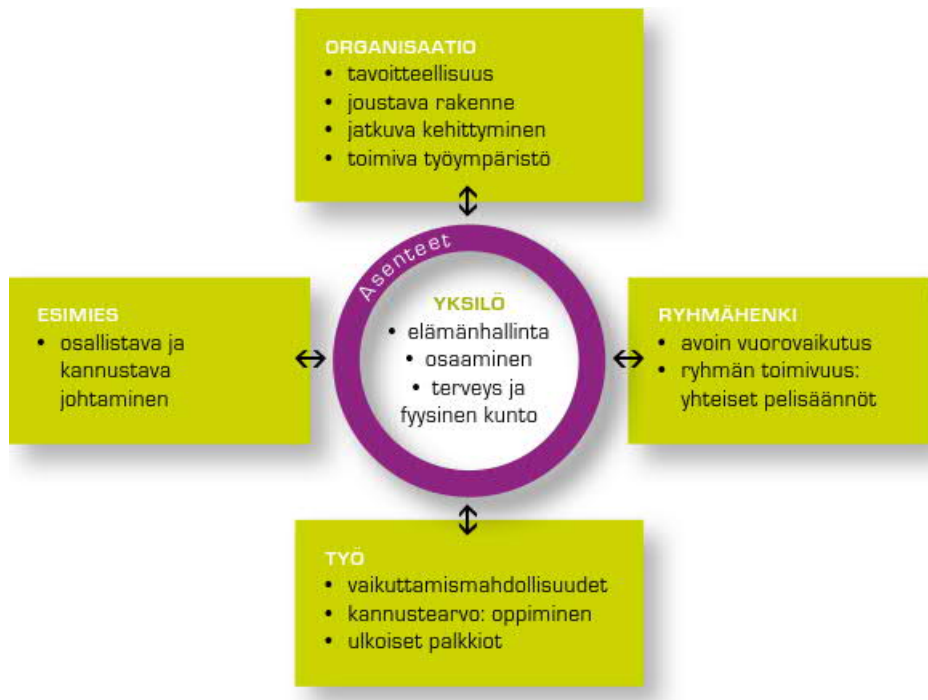 ORGANISAATIO
• tavoitteellisuus
• joustava rakenne
• jatkuva kehittyminen
• toimiva työympäristö
Asenteet
ESIMIES
• osallistava ja
kannustava
johtaminen
YKSILÖ
• elämänhallinta
• osaaminen
• terveys ja
fyysinen kunto
RYHMÄHENKI
• avoin vuorovaikutus
• ryhmän toimivuus:
yhteiset pelisäännöt
TYÖ
• vaikuttamismahdollisuudet
• kannustearvo: oppiminen
• ulkoiset palkkiot